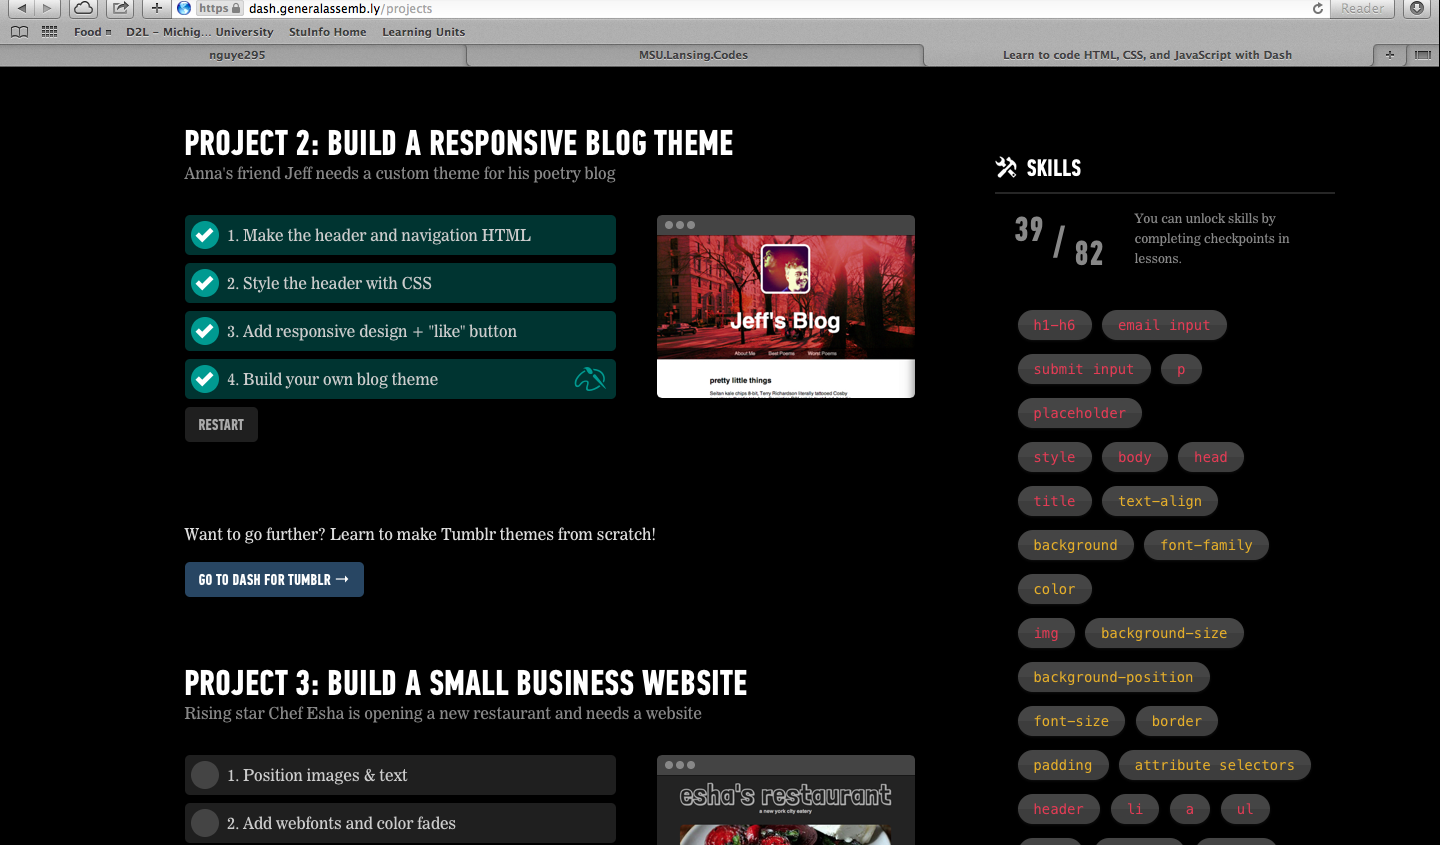 https dash.generalassemb.ly/projects Reader
Food D2L - Michig... University StuInfo Home Learning Units
nguye295 MSU.Lansing.Codes Learn to code HTML, CSS, and JavaScript with Dash
PROJECT 2: BUILD A RESPONSIVE BLOG THEME
Anna's friend Jeff needs a custom theme for his poetry blog
1. Make the header and navigation HTML
2. Style the header with CSS
3. Add responsive design + "like" button
4. Build your own blog theme
RESTART
Jeff's Blog
About Me Best Poems Worst Poems
pretty little things
Seitan kale chips 8-bit, Terry Richardson literally tattooed Cosby
Want to go further? Learn to make Tumblr themes from scratch!
GO TO DASH FOR TUMBLR →
PROJECT 3: BUILD A SMALL BUSINESS WEBSITE
Rising star Chef Esha is opening a new restaurant and needs a website
1. Position images & text
2. Add webfonts and color fades
esha's restaurant
a new york city eatery
SKILLS
39 / 82
You can unlock skills by
completing checkpoints in
lessons.
h1-h6 email input
submit input p
placeholder
style body head
title text-align
background font-family
color
img background-size
background-position
font-size border
padding attribute selectors
header li a ul